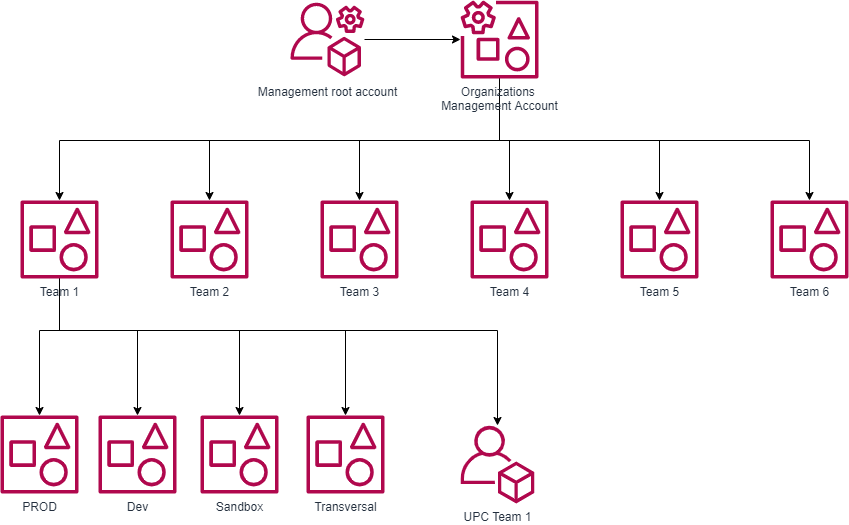 Management root account
Organizations
Management Account
Team 1
Team 2
Team 3
Team 4
Team 5
Team 6
PROD
Dev
Sandbox
Transversal
UPC Team 1